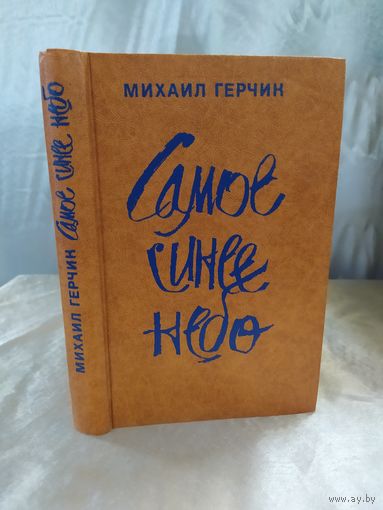 МИХАИЛ ГЕРЧИК
Самое
синее
небо
МИХАИЛ ГЕРЧИК Самое синее небо
www.ay.by